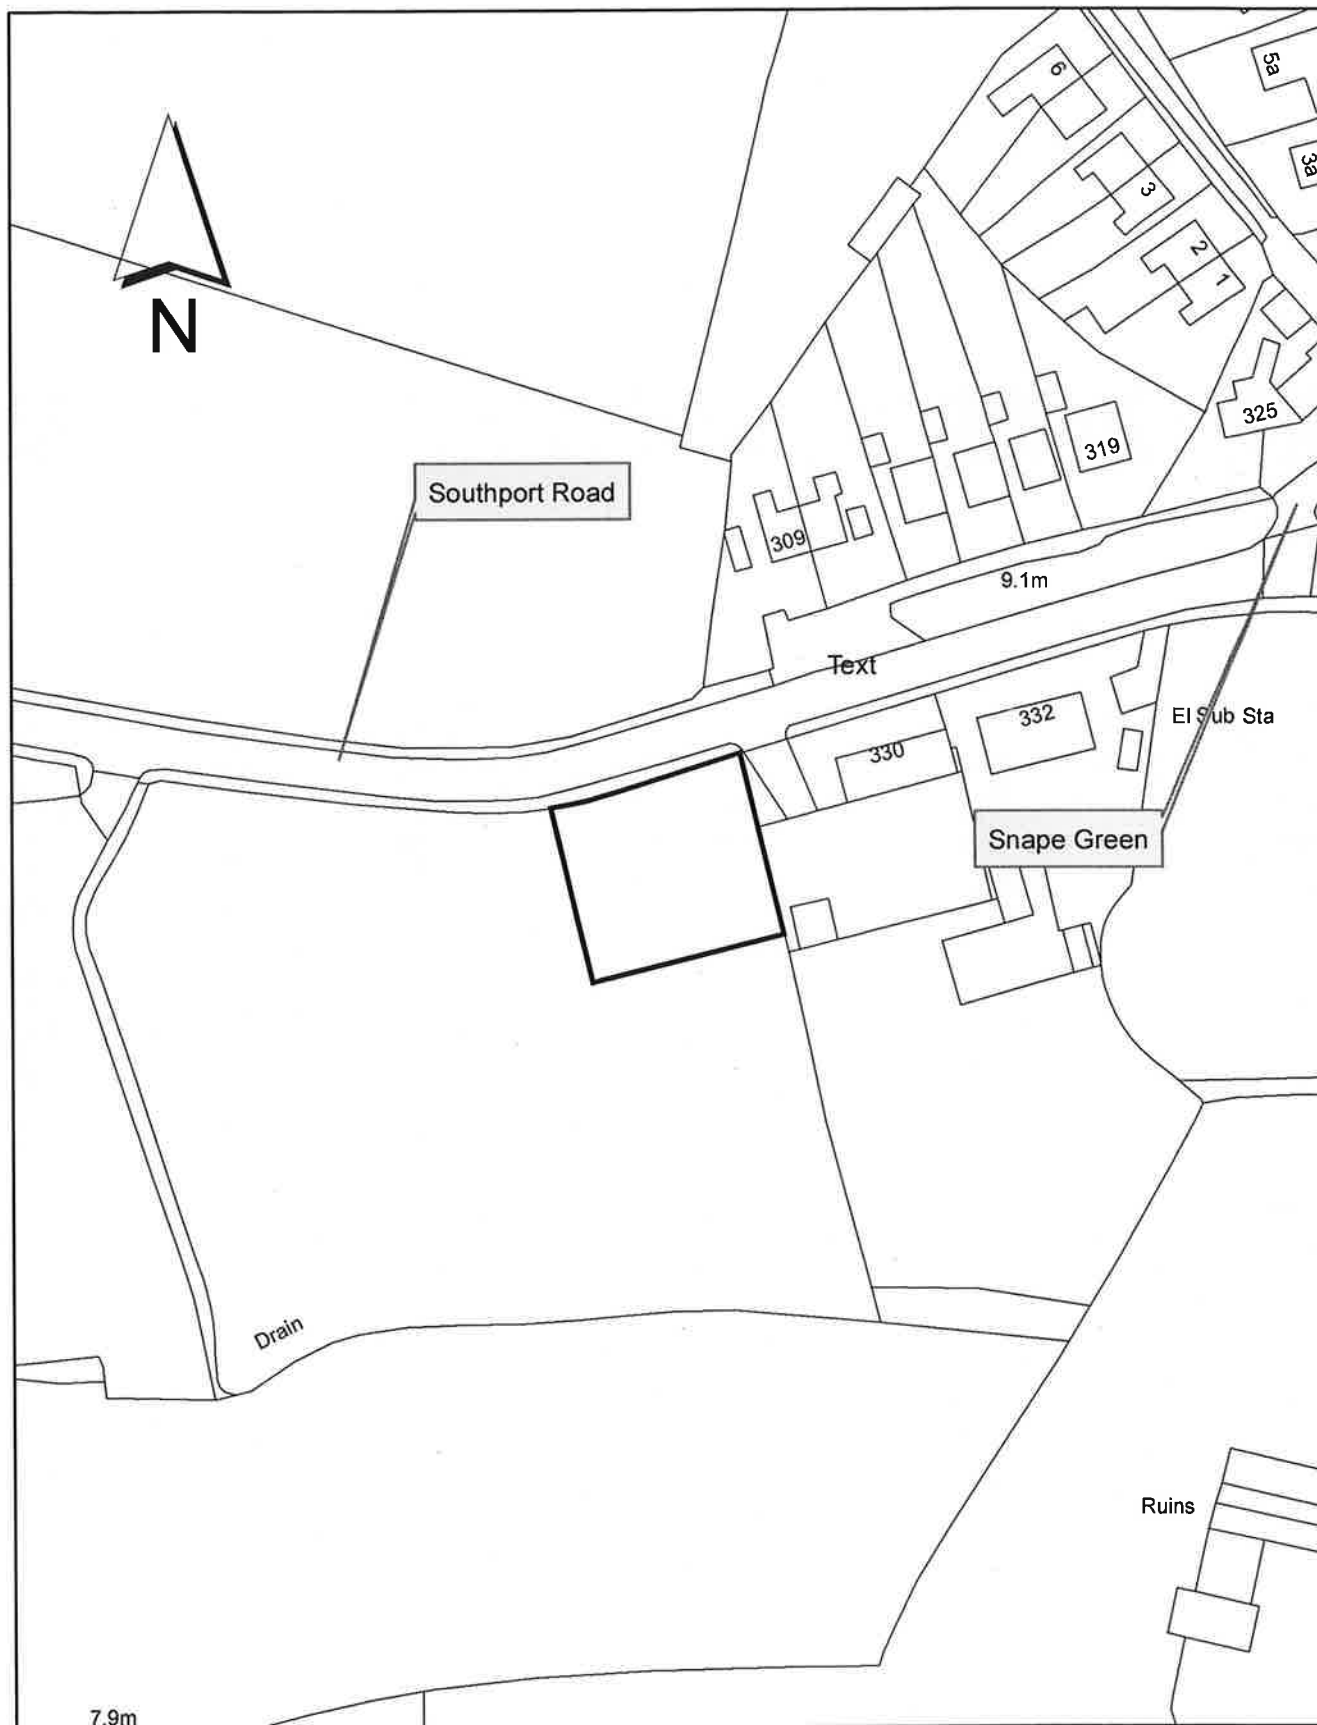 5a
6
3a
3
2
1
N
325
319
Southport Road
309
9.1m
Text
332
El Sub Sta
330
Snape Green
Drain
Ruins
7.9m